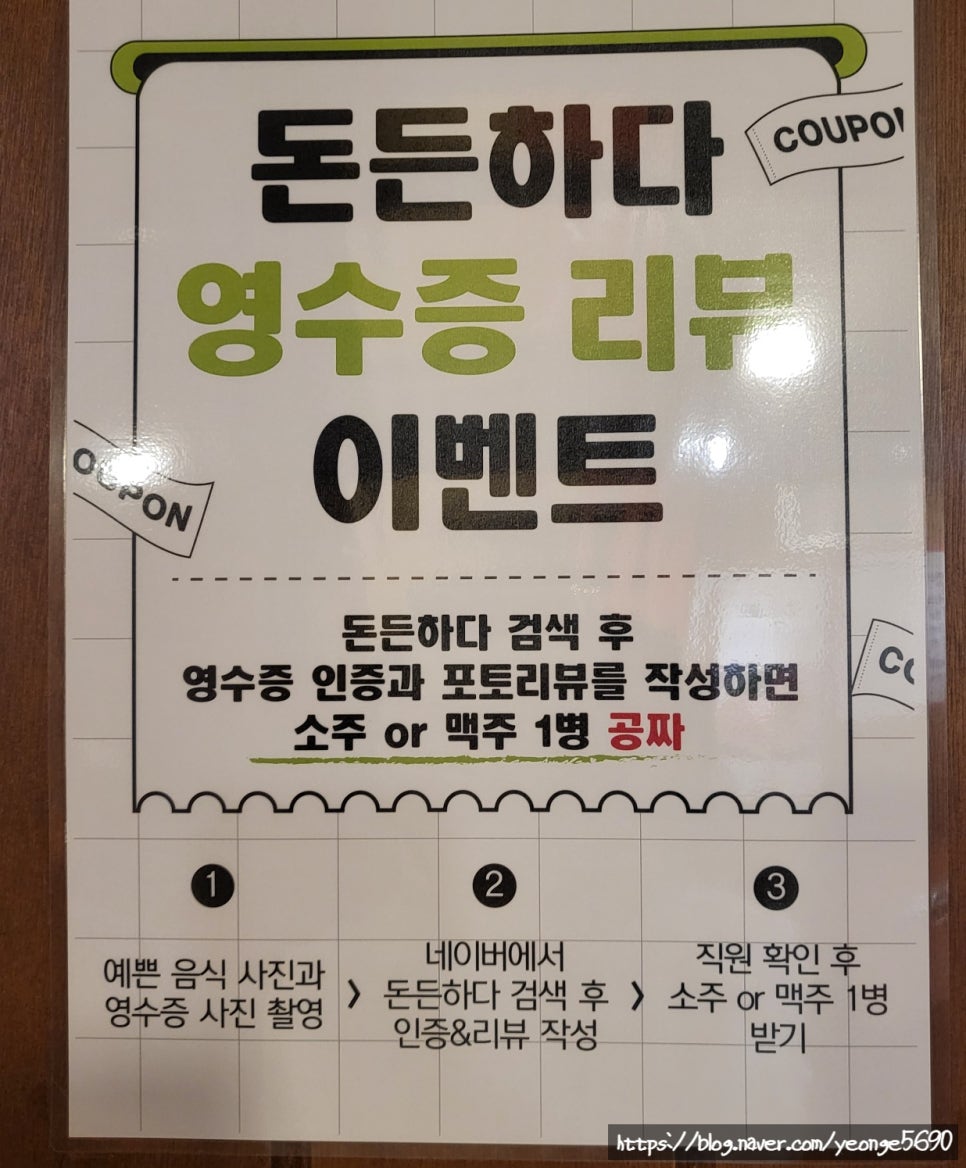 돈든하다
COUPON
영수증 리뷰
이벤트
COUPON
돈든하다 검색 후
영수증 인증과 포토리뷰를 작성하면
소주 or 맥주 1병 공짜
1
예쁜 음식 사진과
영수증 사진 촬영
›
2
네이버에서
돈든하다 검색 후
인증&리뷰 작성
›
3
직원 확인 후
소주 or 맥주 1병
받기
https://blog.naver.com/yeonge5690